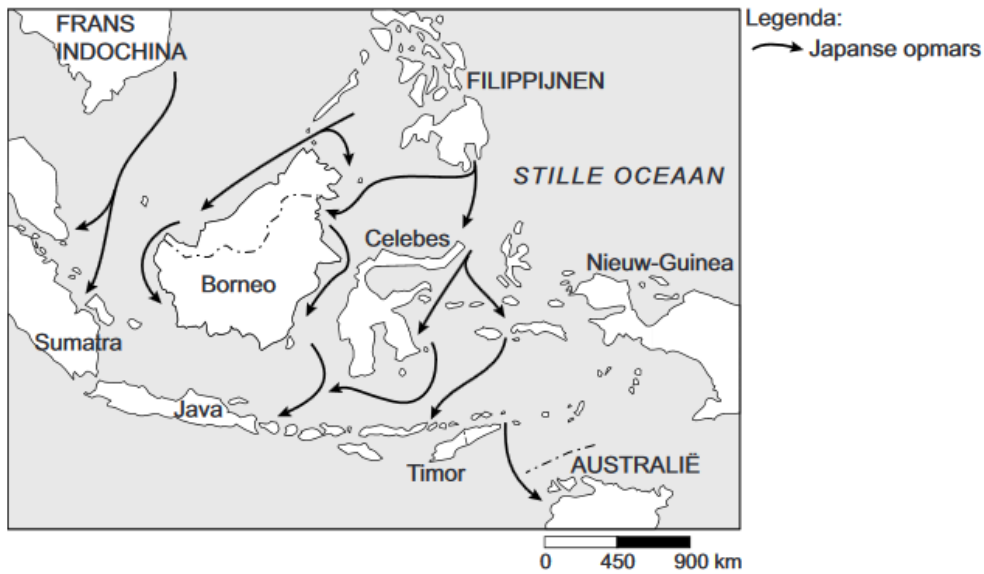 FRANS
INDOCHINA
FILIPPIJNEN
STILLE OCEAAN
Celebes
Nieuw-Guinea
Borneo
Sumatra
Java
Timor
AUSTRALIË
Legenda:
Japanse opmars
0 450 900 km